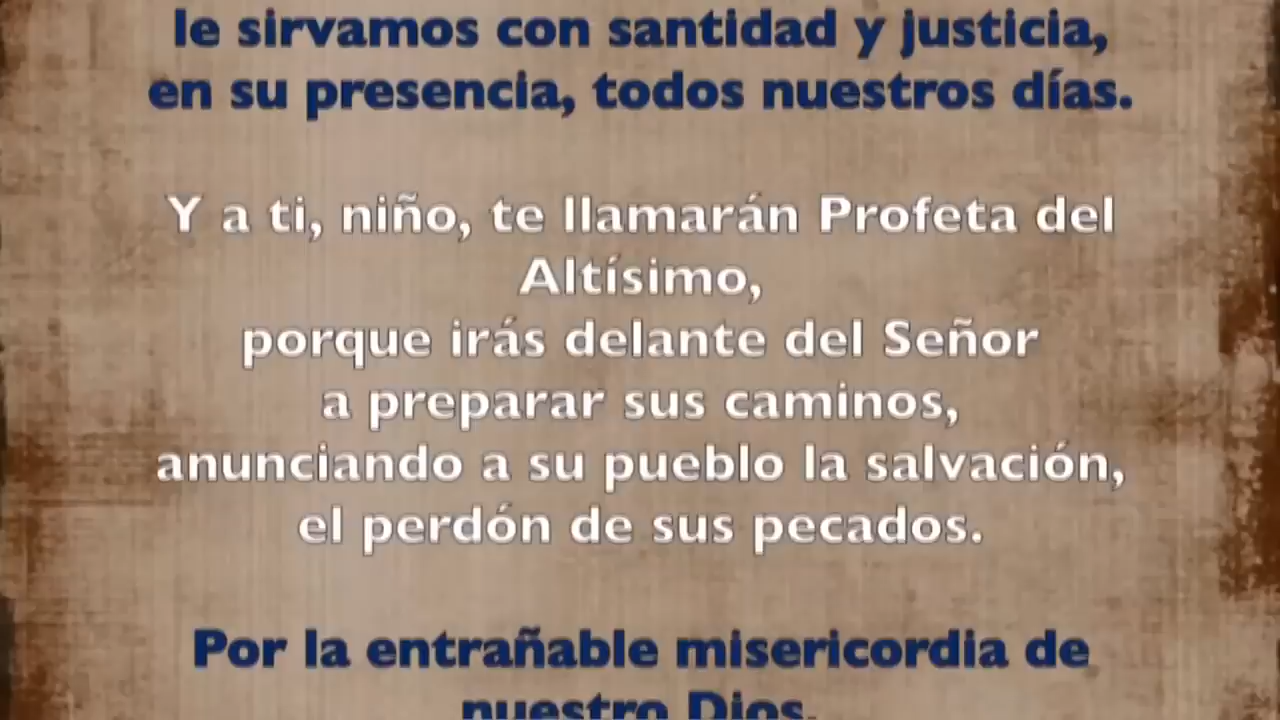 le sirvamos con santidad y justicia,
en su presencia, todos nuestros días.
Y a ti, niño, te llamarán Profeta del
Altísimo,
porque irás delante del Señor
a preparar sus caminos,
anunciando a su pueblo la salvación,
el perdón de sus pecados.
Por la entrañable misericordia de
nuestro Dios,